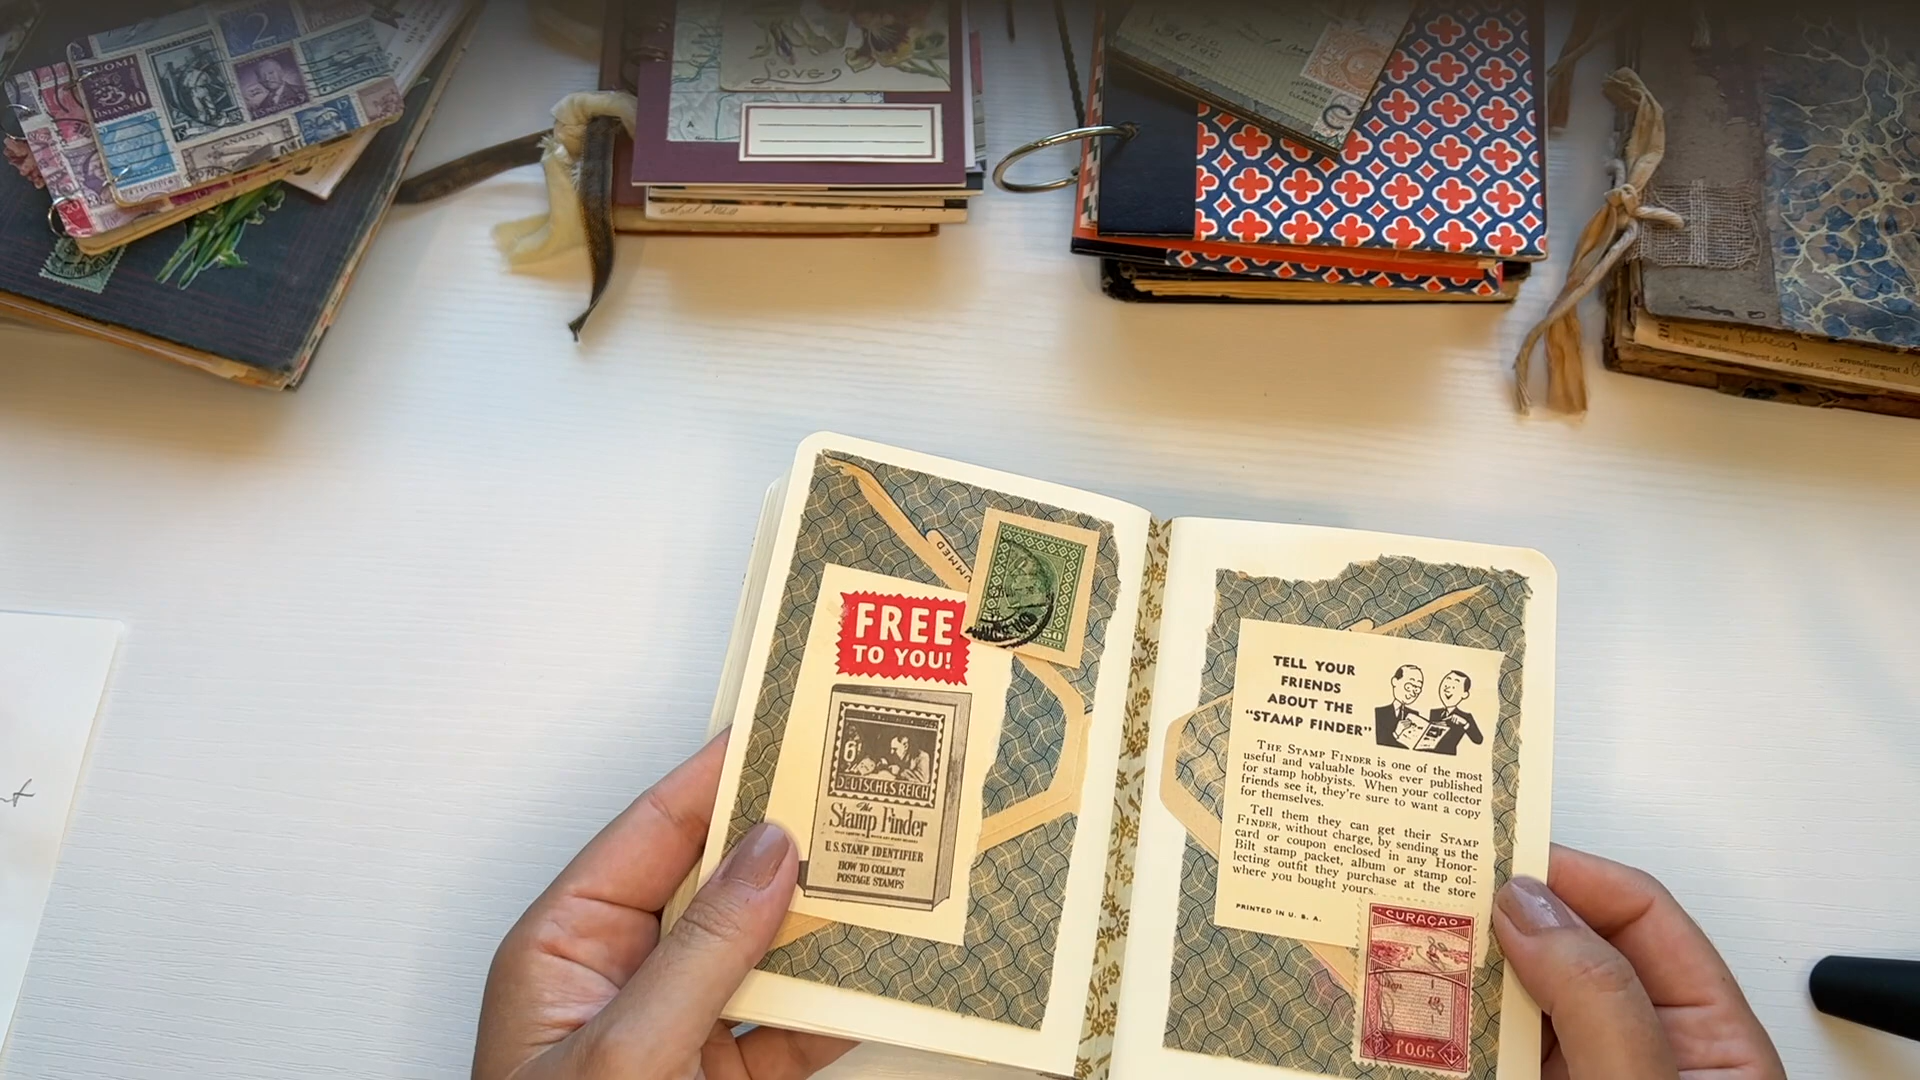 SUOMI
2
CANADA
Love
FREE
TO YOU!
6
DEUTSCHES REICH
The
Stamp Finder
U.S. STAMP IDENTIFIER
HOW TO COLLECT
POSTAGE STAMPS
TELL YOUR
FRIENDS
ABOUT THE
"STAMP FINDER"
THE STAMP FINDER is one of the most
useful and valuable books ever published
for stamp hobbyists. When your collector
friends see it, they're sure to want a copy
for themselves.
Tell them they can get their STAMP
FINDER, without charge, by sending us the
card or coupon enclosed in any Honor-
Bilt stamp packet, album or stamp col-
lecting outfit they purchase at the store
where you bought yours.
PRINTED IN U. S. A.
CURAÇAO
f 0.05